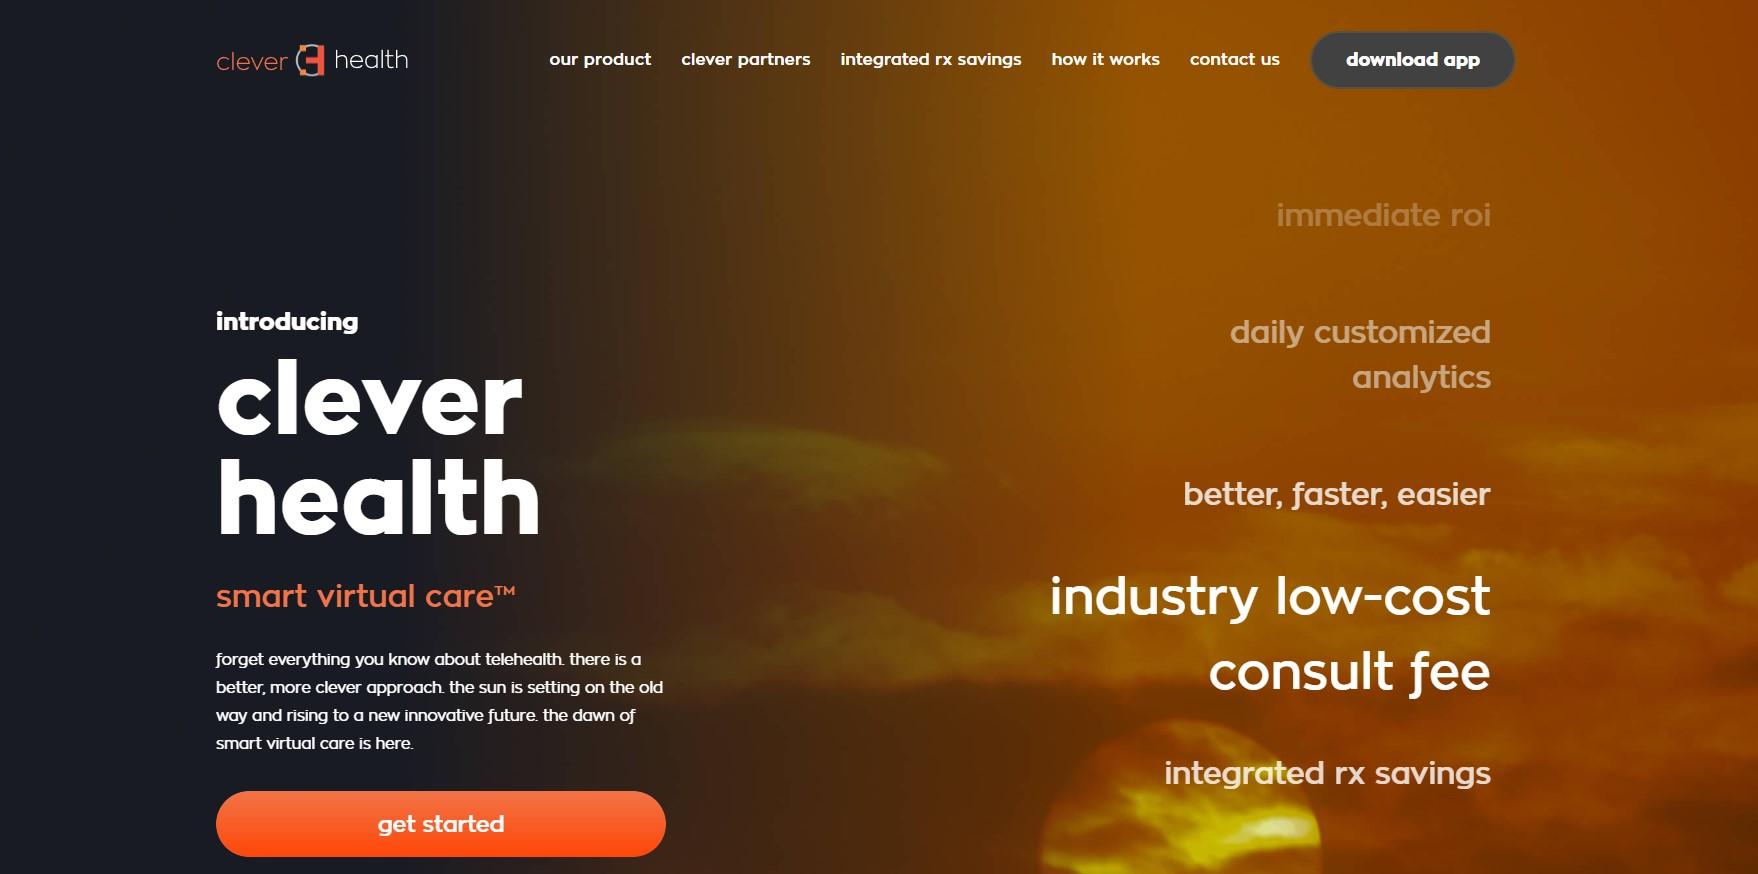 clever health
our product
clever partners
integrated rx savings
how it works
contact us
download app
introducing
clever
health
smart virtual care™
forget everything you know about telehealth. there is a
better, more clever approach. the sun is setting on the old
way and rising to a new innovative future. the dawn of
smart virtual care is here.
get started
immediate roi
daily customized
analytics
better, faster, easier
industry low-cost
consult fee
integrated rx savings